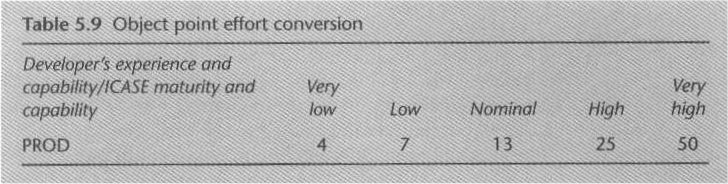 Table 5.9 Object point effort conversion
Developer's experience and
capability/ICASE maturity and Very Very
capability low Low Nominal High high
PROD 4 7 13 25 50